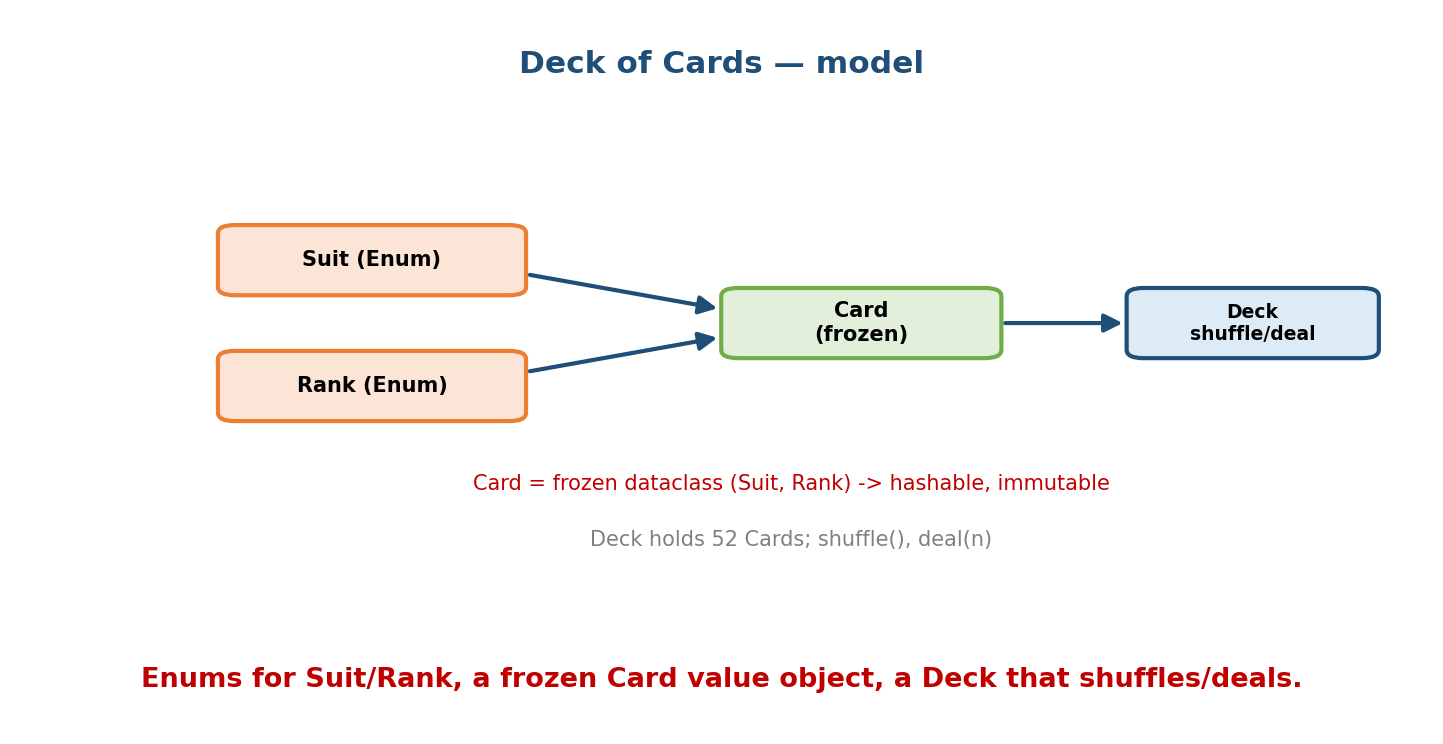 Deck of Cards — model
Suit (Enum)
Rank (Enum)
Card
(frozen)
Deck
shuffle/deal
Card = frozen dataclass (Suit, Rank) -> hashable, immutable
Deck holds 52 Cards; shuffle(), deal(n)
Enums for Suit/Rank, a frozen Card value object, a Deck that shuffles/deals.